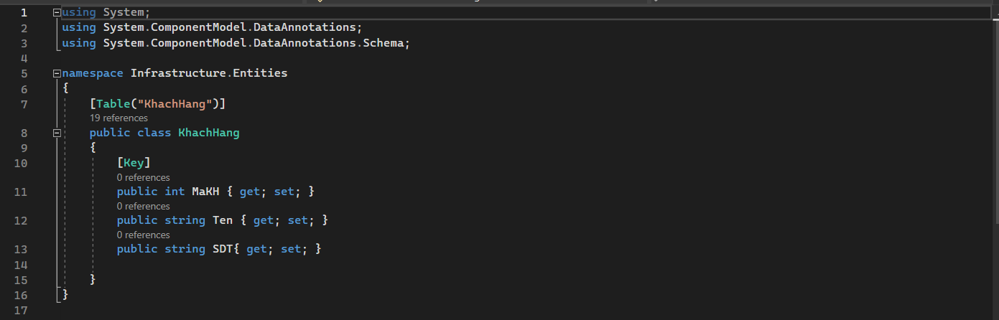 1 using System;
2 using System.ComponentModel.DataAnnotations;
3 using System.ComponentModel.DataAnnotations.Schema;
4
5 namespace Infrastructure.Entities
6 {
7 [Table("KhachHang")]
19 references
8 public class KhachHang
9 {
10 [Key]
0 references
11 public int MaKH { get; set; }
0 references
12 public string Ten { get; set; }
0 references
13 public string SDT{ get; set; }
14
15 }
16 }
17